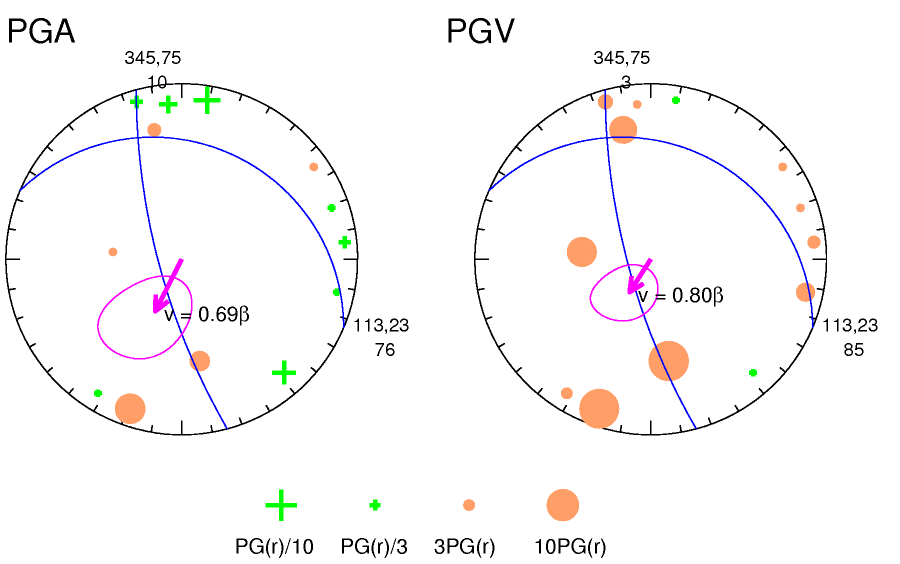 PGA
PGV
345,75
10
345,75
3
v = 0.69β
v = 0.80β
113,23
76
113,23
85
PG(r)/10
PG(r)/3
3PG(r)
10PG(r)